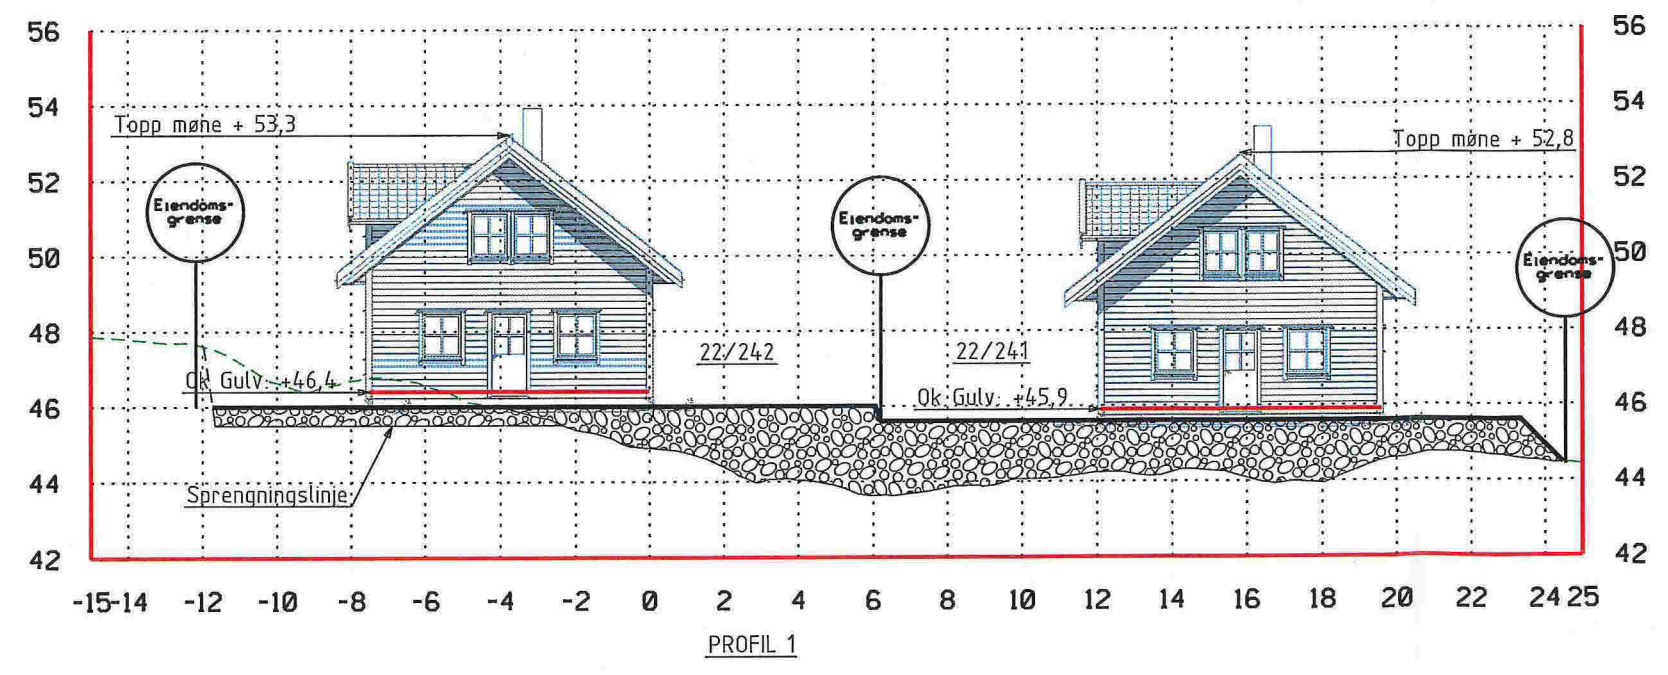 56
56
54
54
Topp møne + 53,3
Topp møne + 52,8
52
52
Eiendoms-
grense
Eiendoms-
grense
50
50
Eiendoms-
grense
48
48
22/242
22/241
Ok Gulv. +46,4
Ok Gulv. +45,9
46
46
44
44
Sprengningslinje
42
42
-15 -14 -12 -10 -8 -6 -4 -2 0 2 4 6 8 10 12 14 16 18 20 22 24 25
PROFIL 1